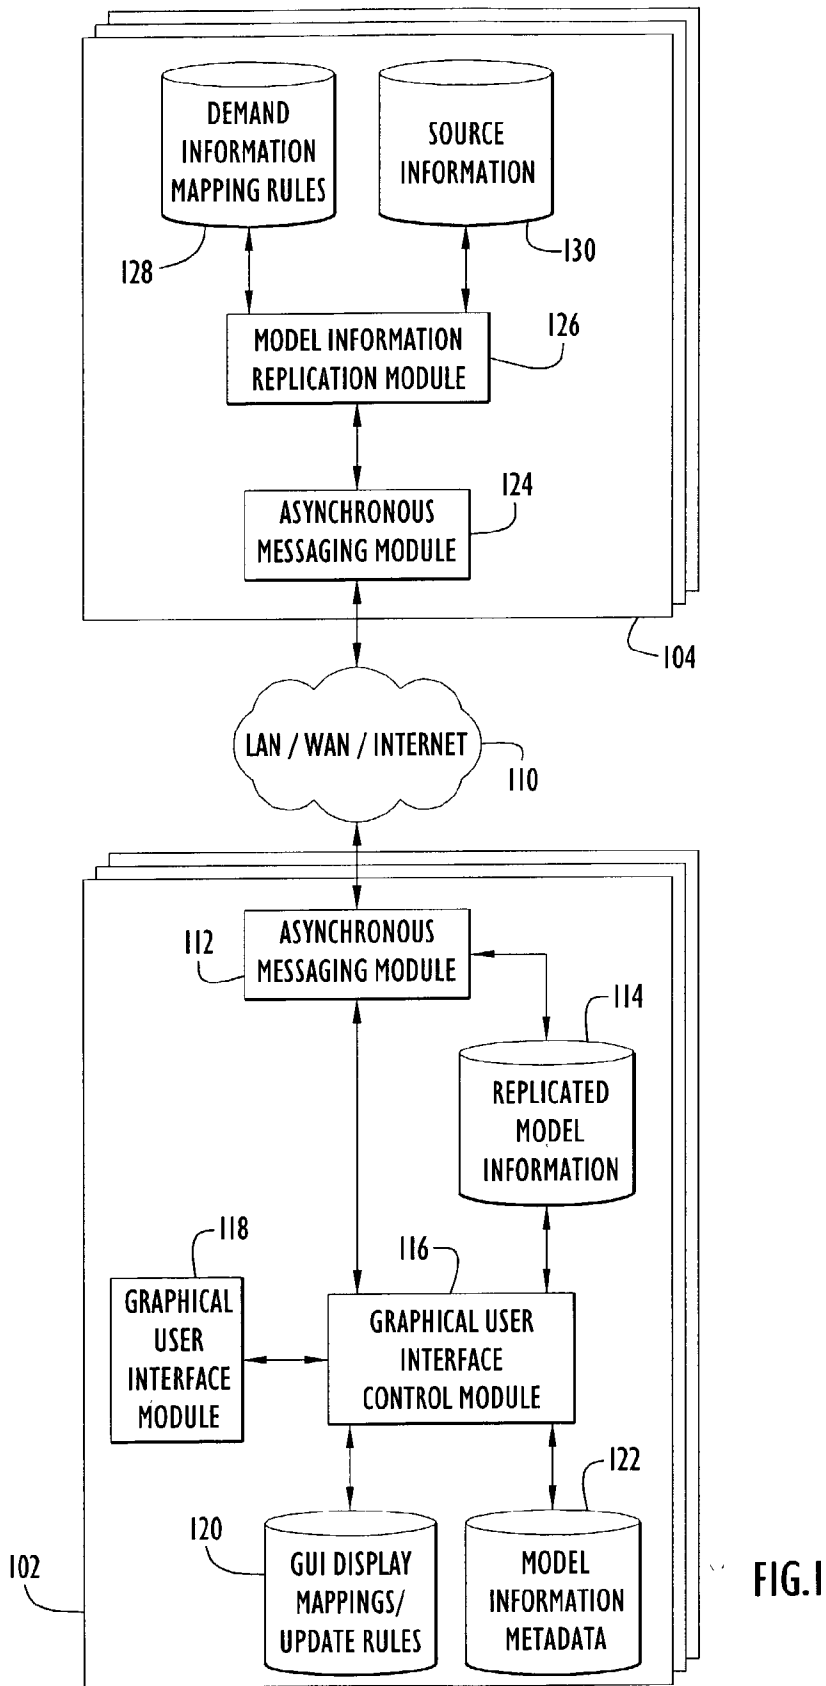 DEMAND
INFORMATION
MAPPING RULES
SOURCE
INFORMATION
128
130
MODEL INFORMATION
REPLICATION MODULE
126
ASYNCHRONOUS
MESSAGING MODULE
124
104
LAN / WAN / INTERNET
110
ASYNCHRONOUS
MESSAGING MODULE
112
114
REPLICATED
MODEL
INFORMATION
118
116
GRAPHICAL
USER
INTERFACE
MODULE
GRAPHICAL USER
INTERFACE
CONTROL MODULE
120
122
GUI DISPLAY
MAPPINGS/
UPDATE RULES
MODEL
INFORMATION
METADATA
102
FIG.1